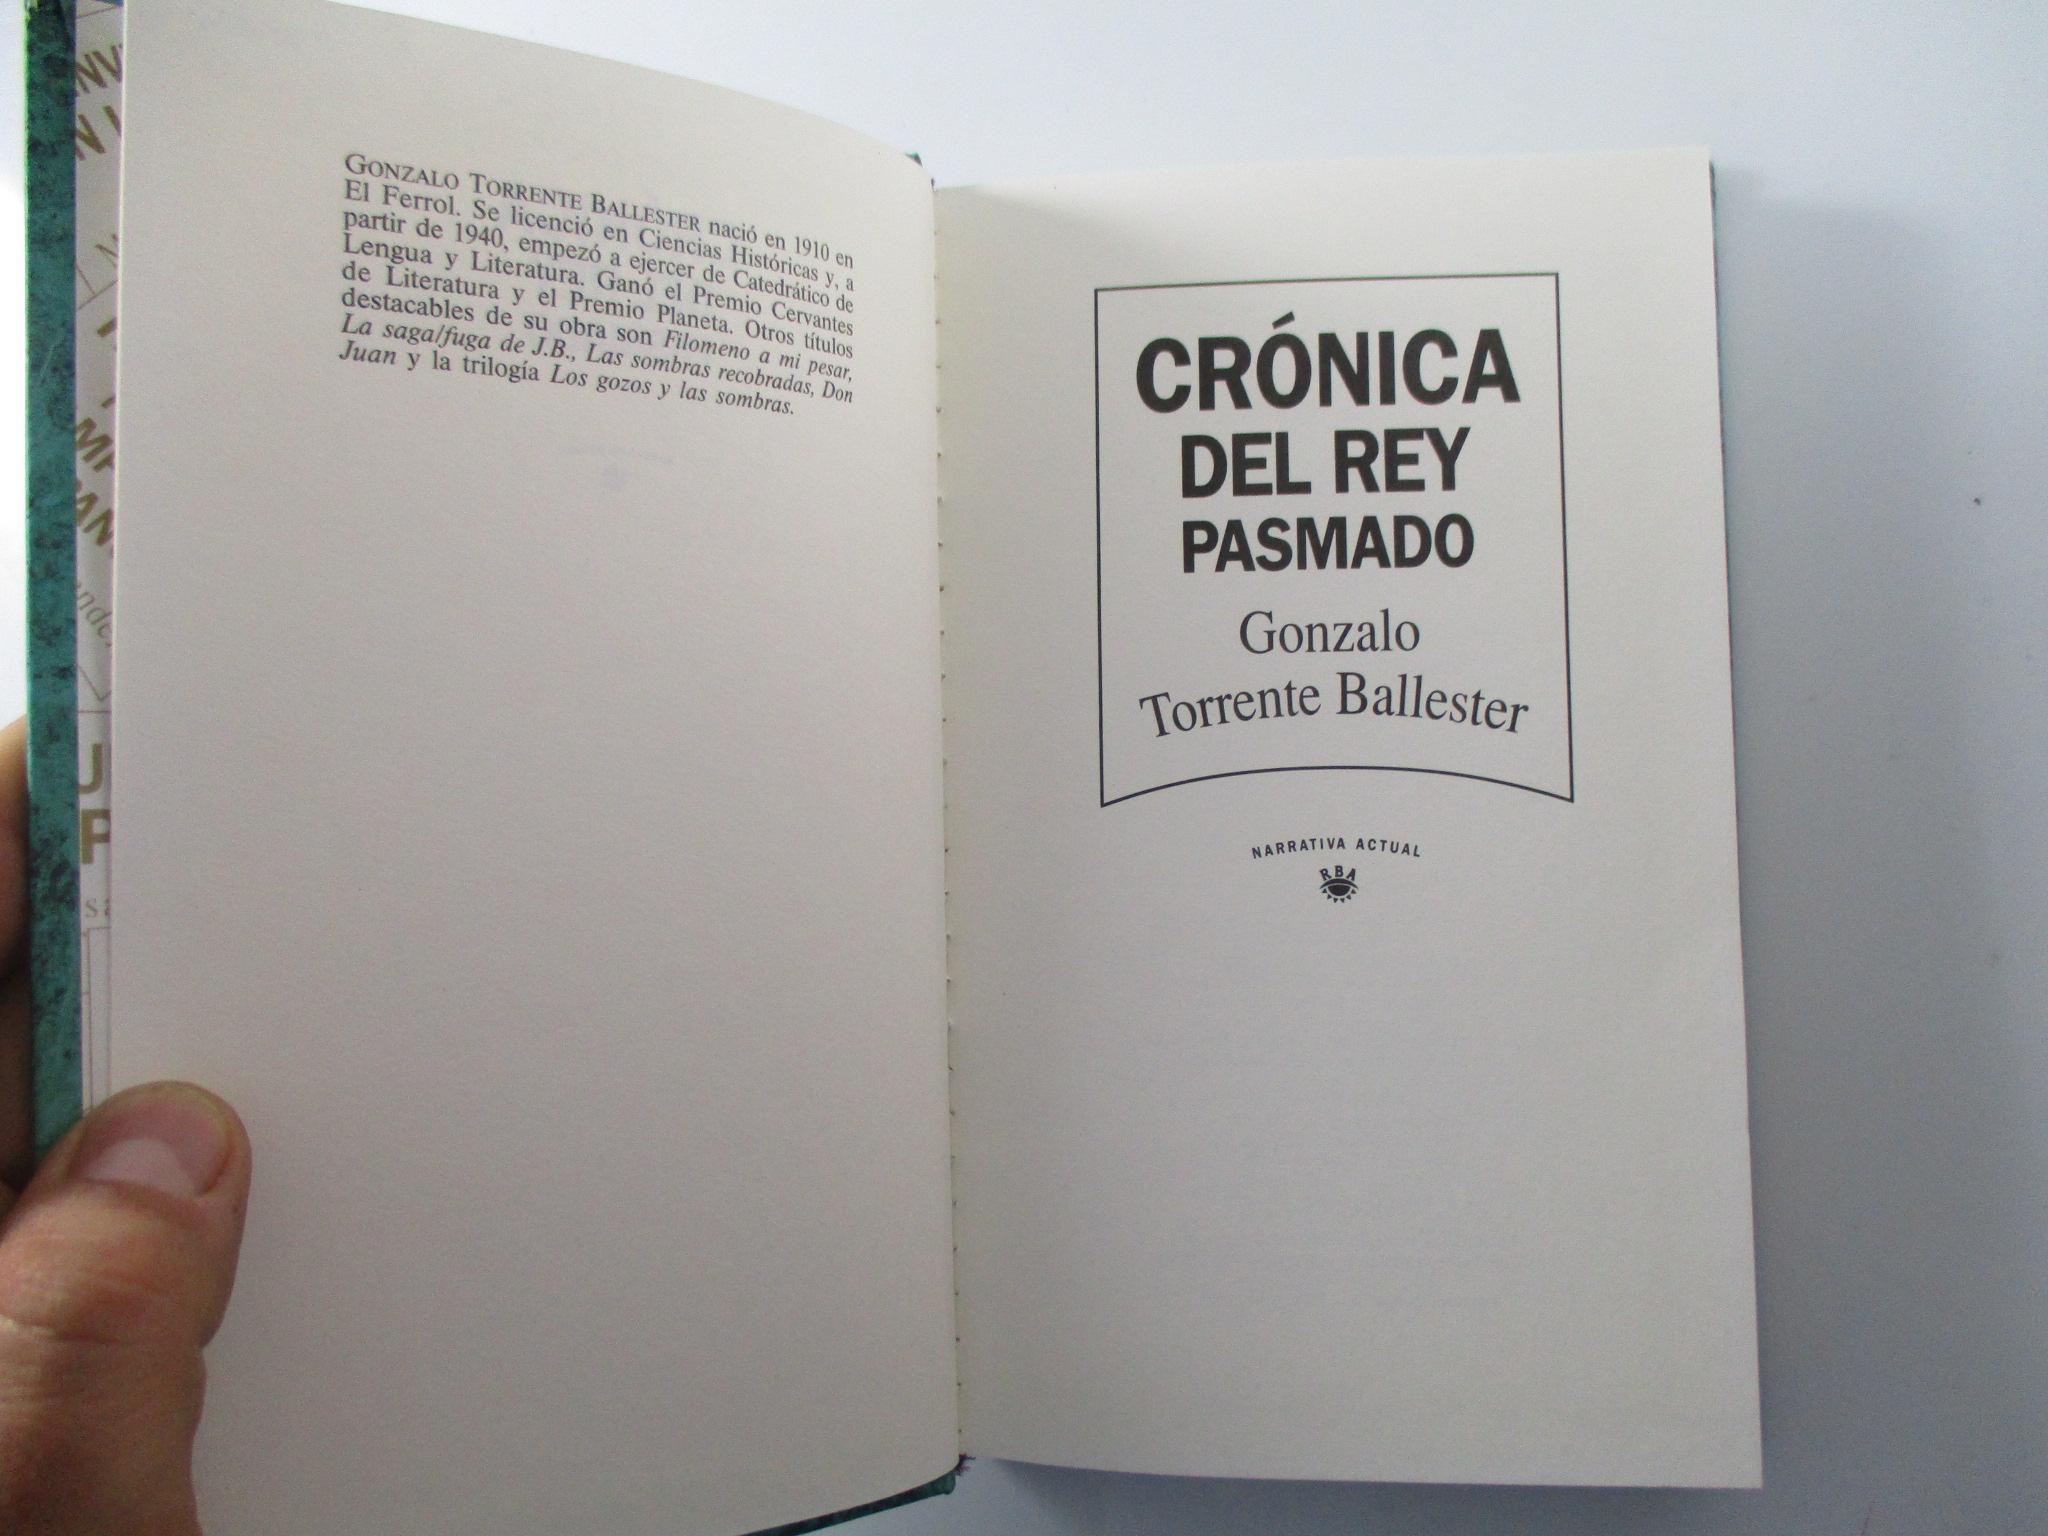 GONZALO TORRENTE BALLESTER nació en 1910 en
El Ferrol. Se licenció en Ciencias Históricas y, a
partir de 1940, empezó a ejercer de Catedrático de
Lengua y Literatura. Ganó el Premio Cervantes
de Literatura y el Premio Planeta. Otros títulos
destacables de su obra son Filomeno a mi pesar,
La saga/fuga de J.B., Las sombras recobradas, Don
Juan y la trilogía Los gozos y las sombras.
CRÓNICA
DEL REY
PASMADO
Gonzalo
Torrente Ballester
NARRATIVA ACTUAL
RBA